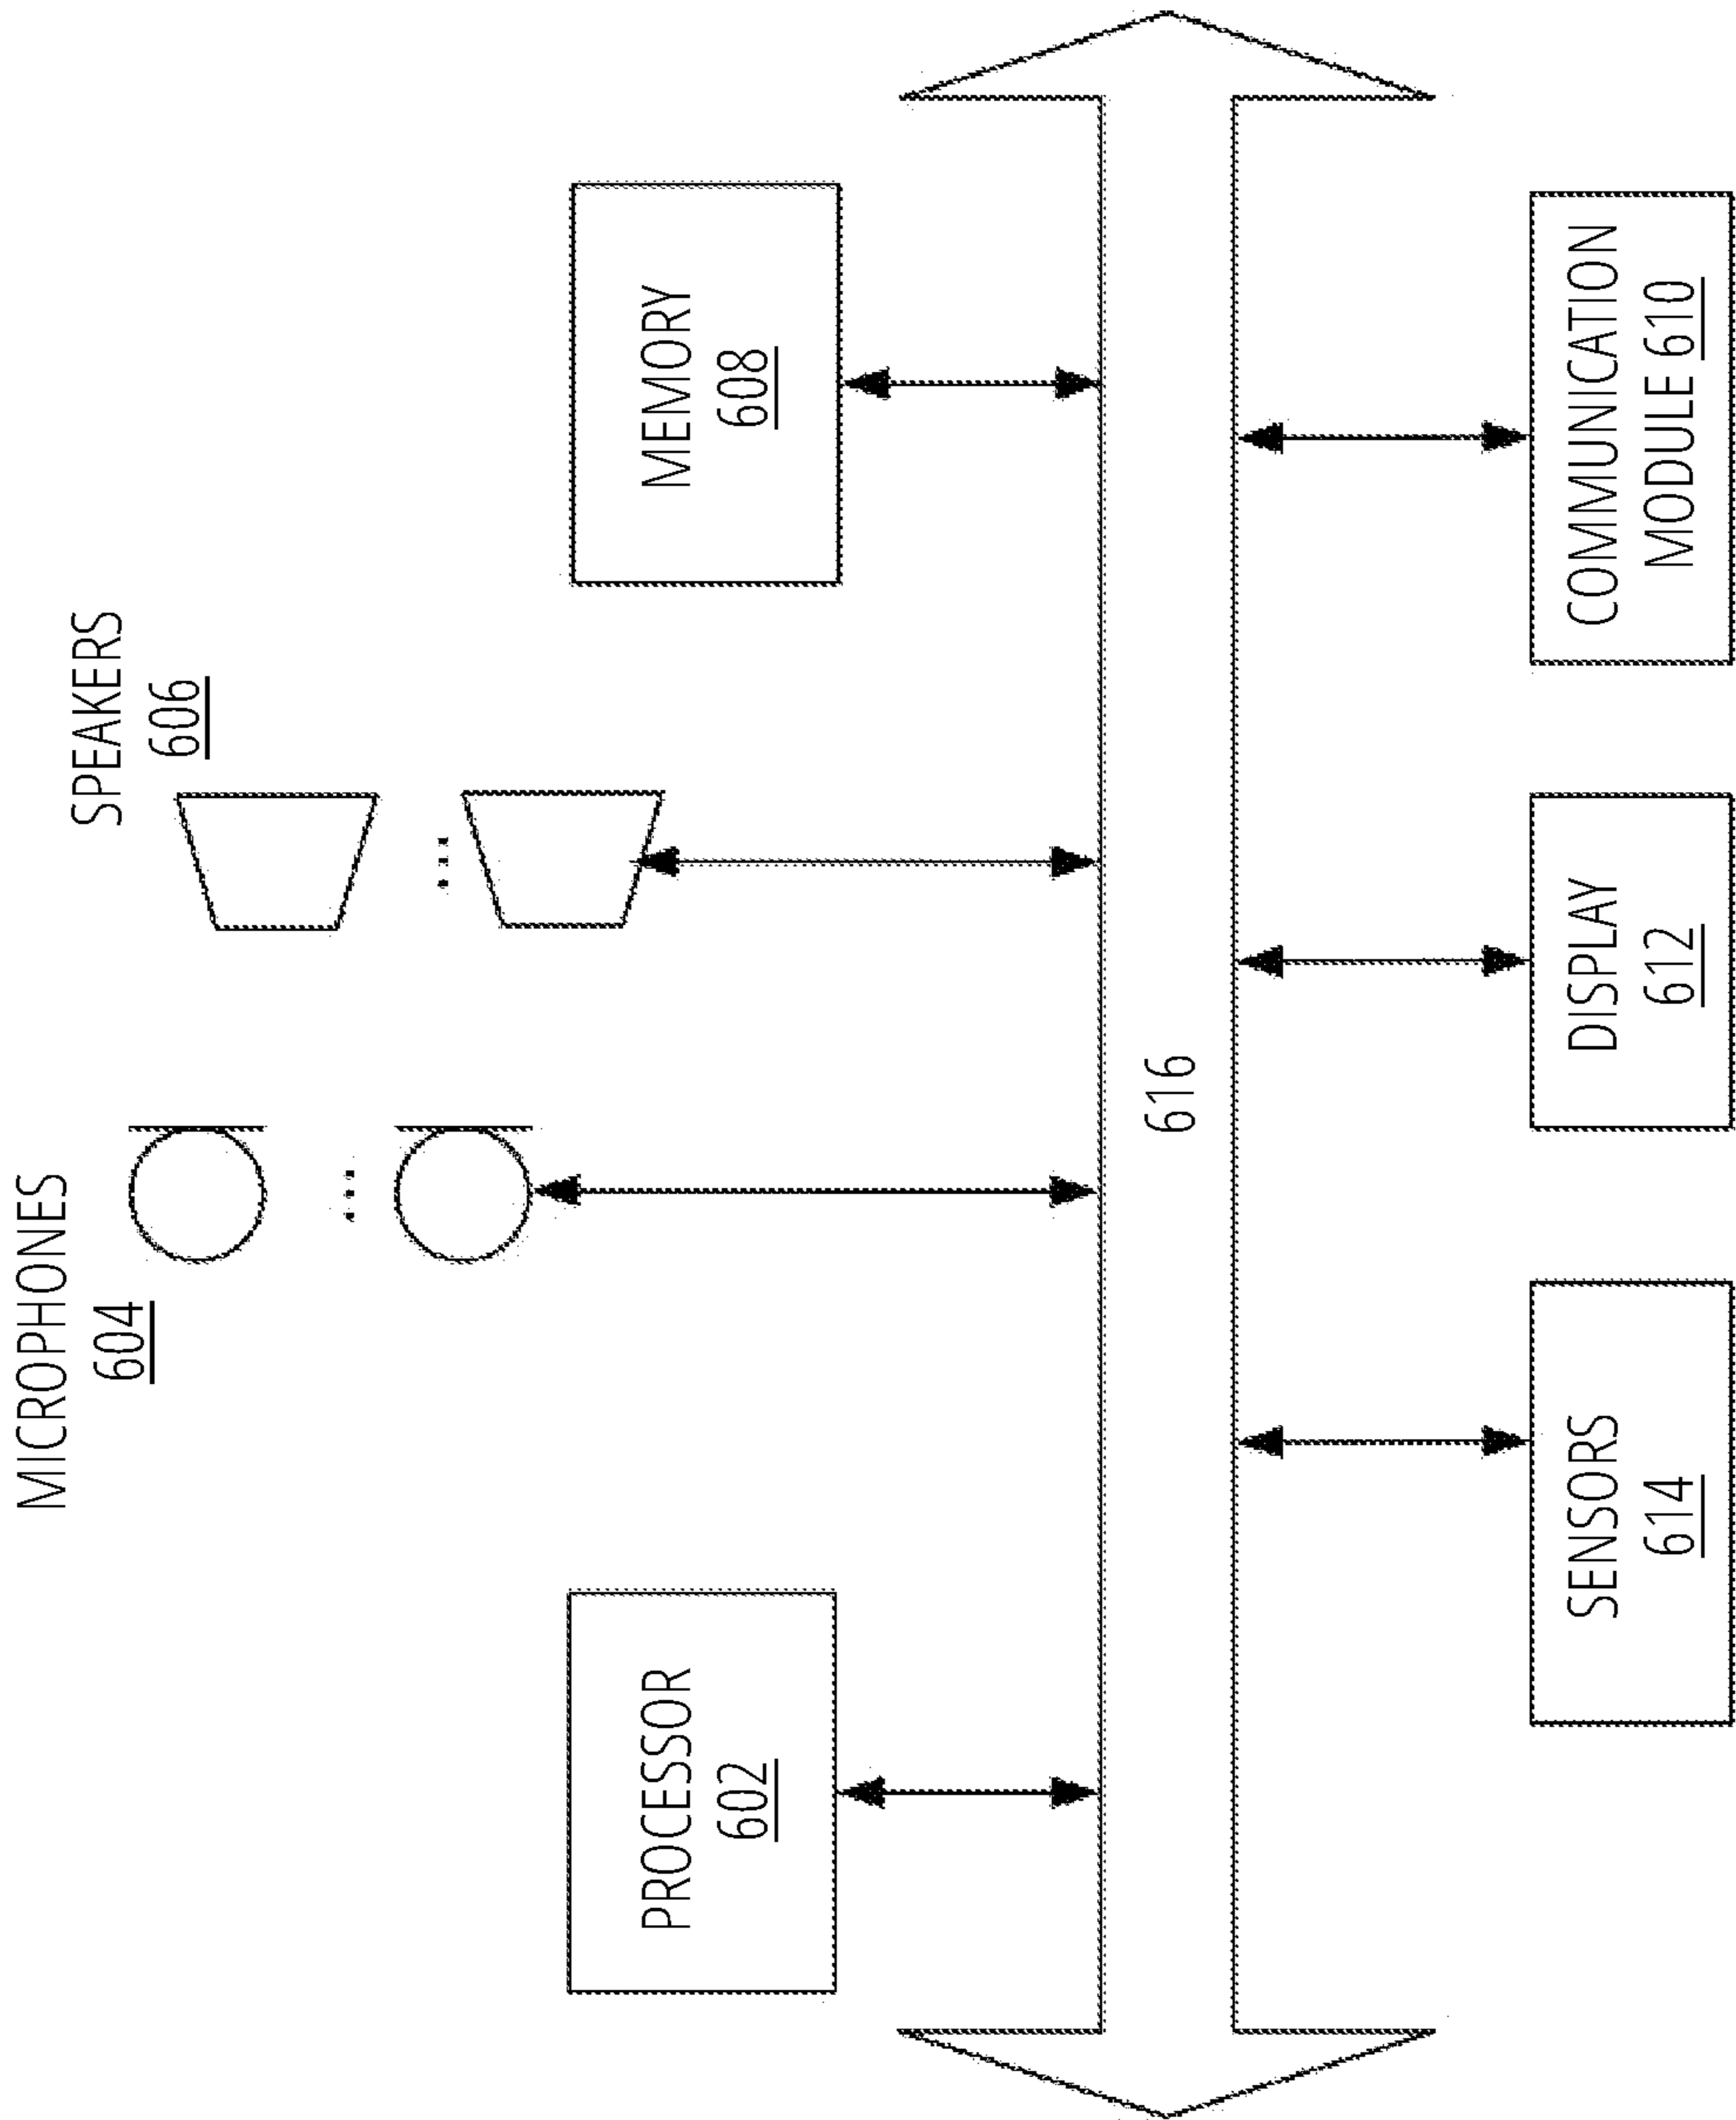 MICROPHONES
604
SPEAKERS
606
PROCESSOR
602
MEMORY
608
616
SENSORS
614
DISPLAY
612
COMMUNICATION
MODULE 610